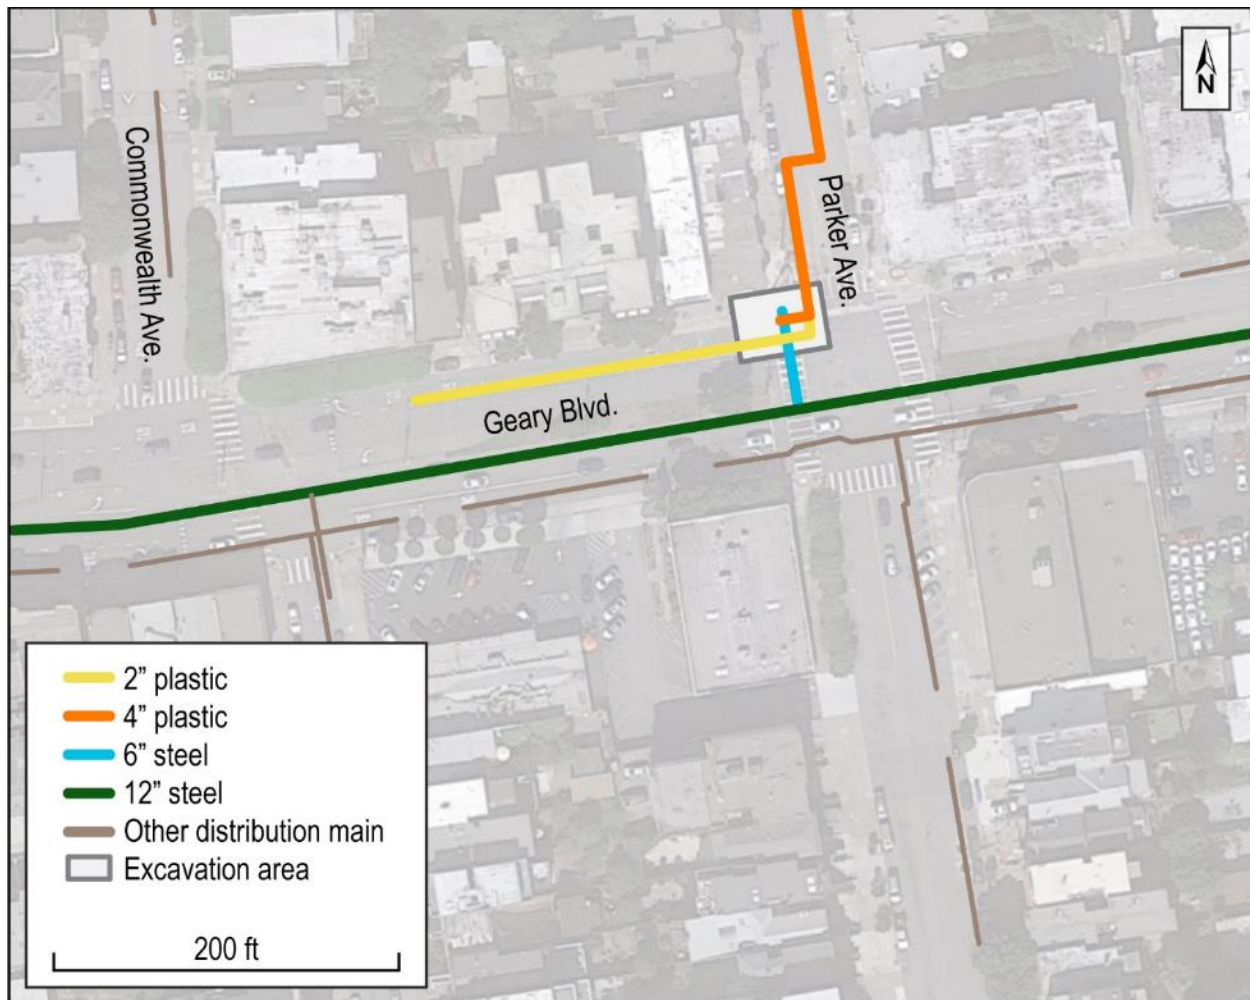 N
Commonwealth Ave.
Parker Ave.
Geary Blvd.
2” plastic
4” plastic
6” steel
12” steel
Other distribution main
Excavation area
200 ft